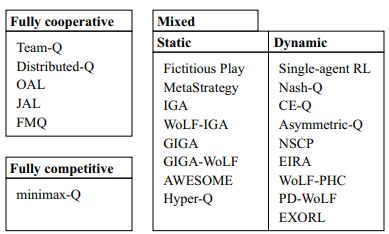 Fully cooperative
Team-Q
Distributed-Q
OAL
JAL
FMQ
Fully competitive
minimax-Q
Mixed
Static
Fictitious Play
MetaStrategy
IGA
WoLF-IGA
GIGA
GIGA-WoLF
AWESOME
Hyper-Q
Dynamic
Single-agent RL
Nash-Q
CE-Q
Asymmetric-Q
NSCP
EIRA
WoLF-PHC
PD-WoLF
EXORL